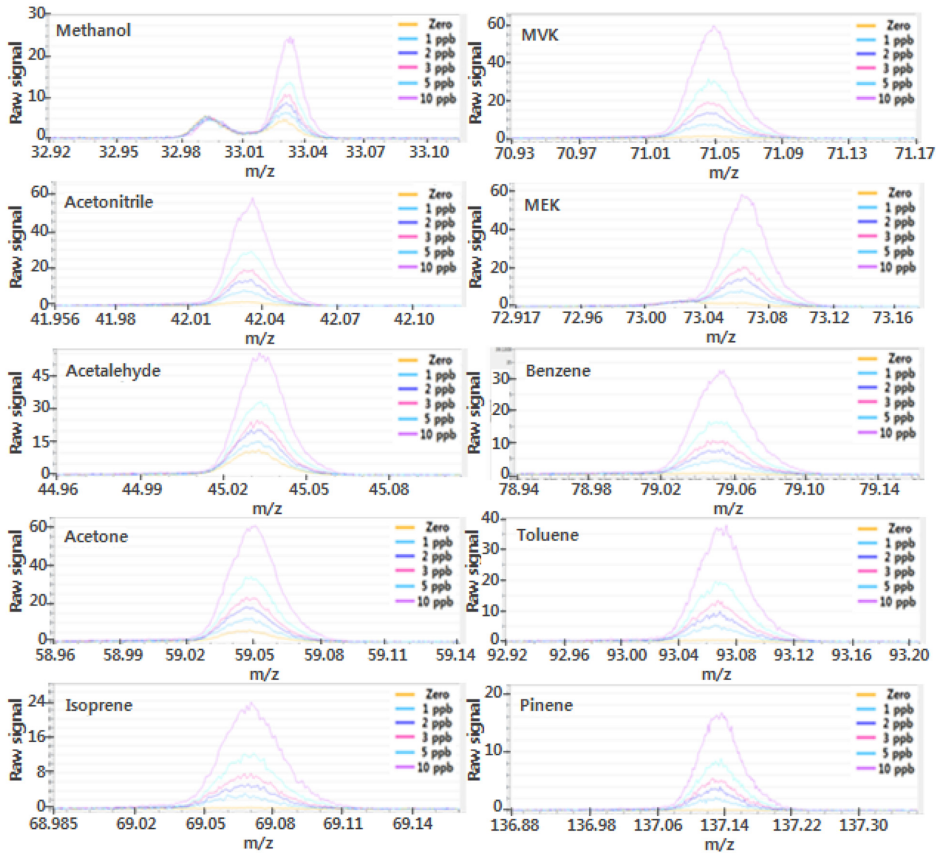 Methanol
Raw signal
30
20
10
0
32.92 32.95 32.98 33.01 33.04 33.07 33.10
m/z
Zero
1 ppb
2 ppb
3 ppb
5 ppb
10 ppb
MVK
Raw signal
60
40
20
0
70.93 70.97 71.01 71.05 71.09 71.13 71.17
m/z
Zero
1 ppb
2 ppb
3 ppb
5 ppb
10 ppb
Acetonitrile
Raw signal
60
40
20
0
41.956 41.98 42.01 42.04 42.07 42.10
m/z
Zero
1 ppb
2 ppb
3 ppb
5 ppb
10 ppb
MEK
Raw signal
60
40
20
0
72.917 72.96 73.00 73.04 73.08 73.12 73.16
m/z
Zero
1 ppb
2 ppb
3 ppb
5 ppb
10 ppb
Acetalehyde
Raw signal
45
30
15
0
44.96 44.99 45.02 45.05 45.08
m/z
Zero
1 ppb
2 ppb
3 ppb
5 ppb
10 ppb
Benzene
Raw signal
30
20
10
0
78.94 78.98 79.02 79.06 79.10 79.14
m/z
Zero
1 ppb
2 ppb
3 ppb
5 ppb
10 ppb
Acetone
Raw signal
60
40
20
0
58.96 58.99 59.02 59.05 59.08 59.11 59.14
m/z
Zero
1 ppb
2 ppb
3 ppb
5 ppb
10 ppb
Toluene
Raw signal
40
30
20
10
0
92.92 92.96 93.00 93.04 93.08 93.12 93.16 93.20
m/z
Zero
1 ppb
2 ppb
3 ppb
5 ppb
10 ppb
Isoprene
Raw signal
24
16
8
0
68.985 69.02 69.05 69.08 69.11 69.14
m/z
Zero
1 ppb
2 ppb
3 ppb
5 ppb
10 ppb
Pinene
Raw signal
20
10
0
136.88 136.98 137.06 137.14 137.22 137.30
m/z
Zero
1 ppb
2 ppb
3 ppb
5 ppb
10 ppb